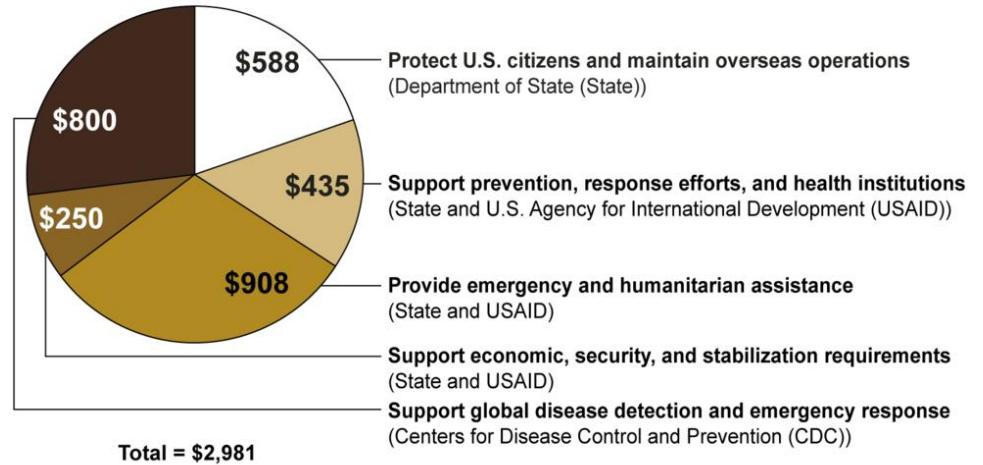 $588
Protect U.S. citizens and maintain overseas operations
(Department of State (State))
$800
$435
Support prevention, response efforts, and health institutions
(State and U.S. Agency for International Development (USAID))
$250
$908
Provide emergency and humanitarian assistance
(State and USAID)
Support economic, security, and stabilization requirements
(State and USAID)
Support global disease detection and emergency response
(Centers for Disease Control and Prevention (CDC))
Total = $2,981